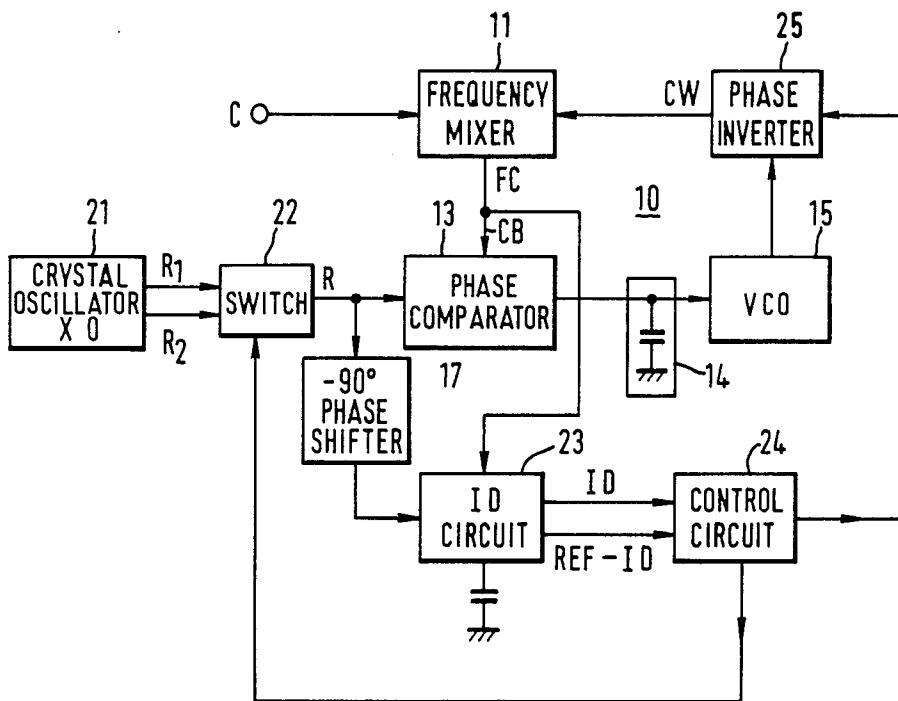 11
25
FREQUENCY
MIXER
CW
PHASE
INVERTER
C
FC
10
21
22
13
CB
15
CRYSTAL
OSCILLATOR
X O
R1
R2
SWITCH
R
PHASE
COMPARATOR
VCO
14
17
-90°
PHASE
SHIFTER
23
24
ID
CIRCUIT
ID
REF-ID
CONTROL
CIRCUIT